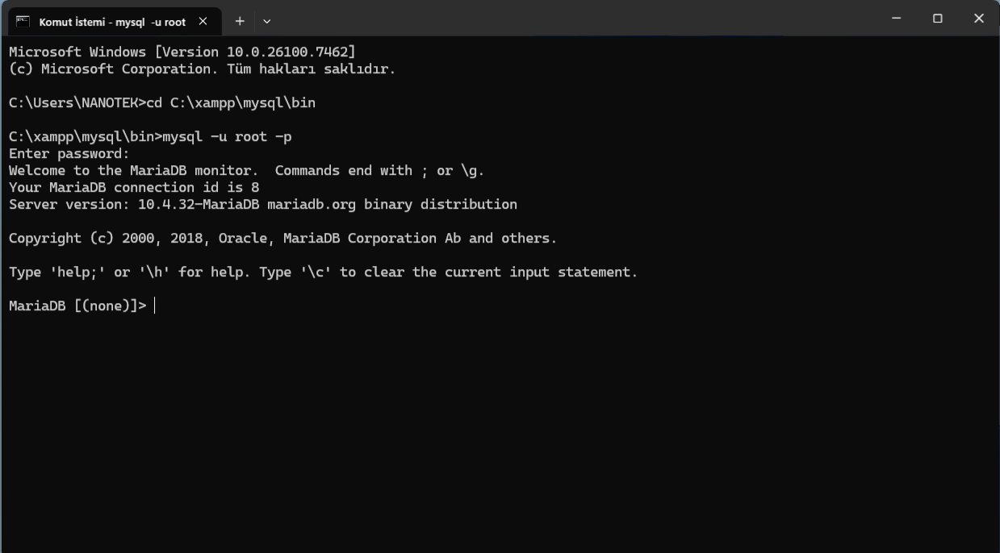 Komut İstemi - mysql  -u root
Microsoft Windows [Version 10.0.26100.7462]
(c) Microsoft Corporation. Tüm hakları saklıdır.
C:\Users\NANOTEK>cd C:\xampp\mysql\bin
C:\xampp\mysql\bin>mysql -u root -p
Enter password:
Welcome to the MariaDB monitor.  Commands end with ; or \g.
Your MariaDB connection id is 8
Server version: 10.4.32-MariaDB mariadb.org binary distribution
Copyright (c) 2000, 2018, Oracle, MariaDB Corporation Ab and others.
Type 'help;' or '\h' for help. Type '\c' to clear the current input statement.
MariaDB [(none)]>